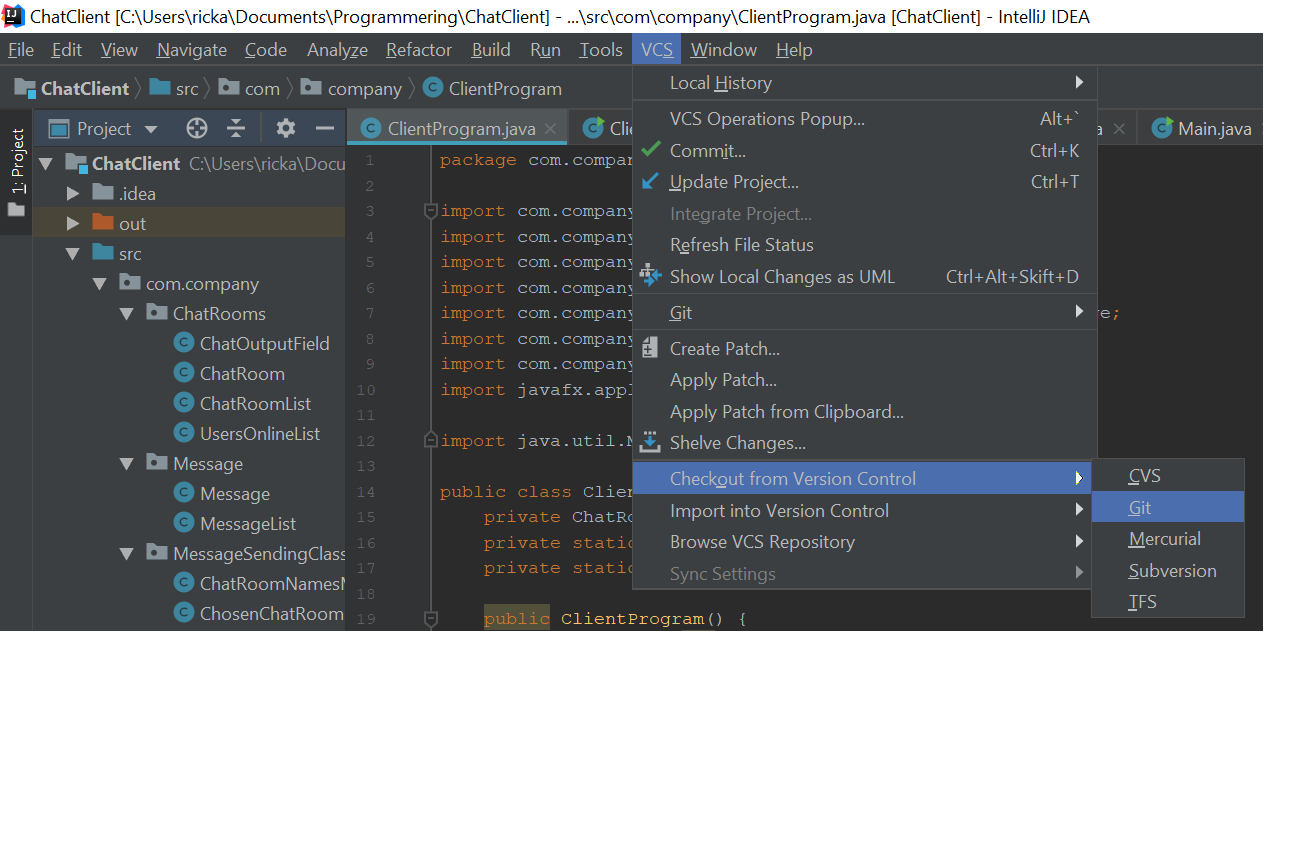 ChatClient [C:\Users\ricka\Documents\Programmering\ChatClient] - ...\src\com\company\ClientProgram.java [ChatClient] - IntelliJ IDEA
File Edit View Navigate Code Analyze Refactor Build Run Tools VCS Window Help
ChatClient src com company ClientProgram
1: Project
Project
ChatClient C:\Users\ricka\Docu
.idea
out
src
com.company
ChatRooms
ChatOutputField
ChatRoom
ChatRoomList
UsersOnlineList
Message
Message
MessageList
MessageSendingClass
ChatRoomNamesM
ChosenChatRoom
ClientProgram.java Clie a Main.java
1 package com.compan
2
3 import com.company
4 import com.company
5 import com.company
6 import com.company
7 import com.company re;
8 import com.company
9 import com.company
10 import javafx.appl
11
12 import java.util.M
13
14 public class Clien
15 private ChatRo
16 private static
17 private static
18
19 public ClientProgram() {
Local History
VCS Operations Popup... Alt+`
Commit... Ctrl+K
Update Project... Ctrl+T
Integrate Project...
Refresh File Status
Show Local Changes as UML Ctrl+Alt+Skift+D
Git
Create Patch...
Apply Patch...
Apply Patch from Clipboard...
Shelve Changes...
Checkout from Version Control
Import into Version Control
Browse VCS Repository
Sync Settings
CVS
Git
Mercurial
Subversion
TFS